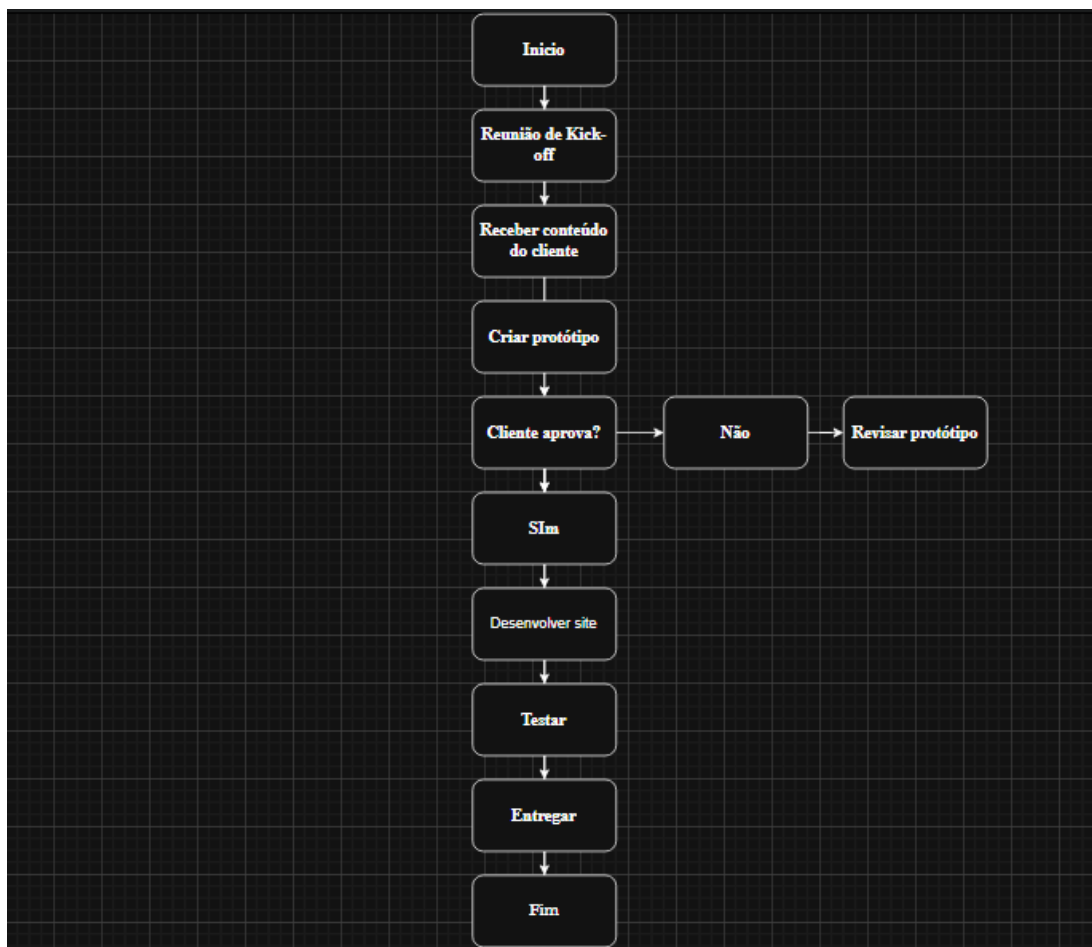 Inicio
Reunião de Kick-
off
Receber conteúdo
do cliente
Criar protótipo
Cliente aprova?
Não
Revisar protótipo
SIm
Desenvolver site
Testar
Entregar
Fim